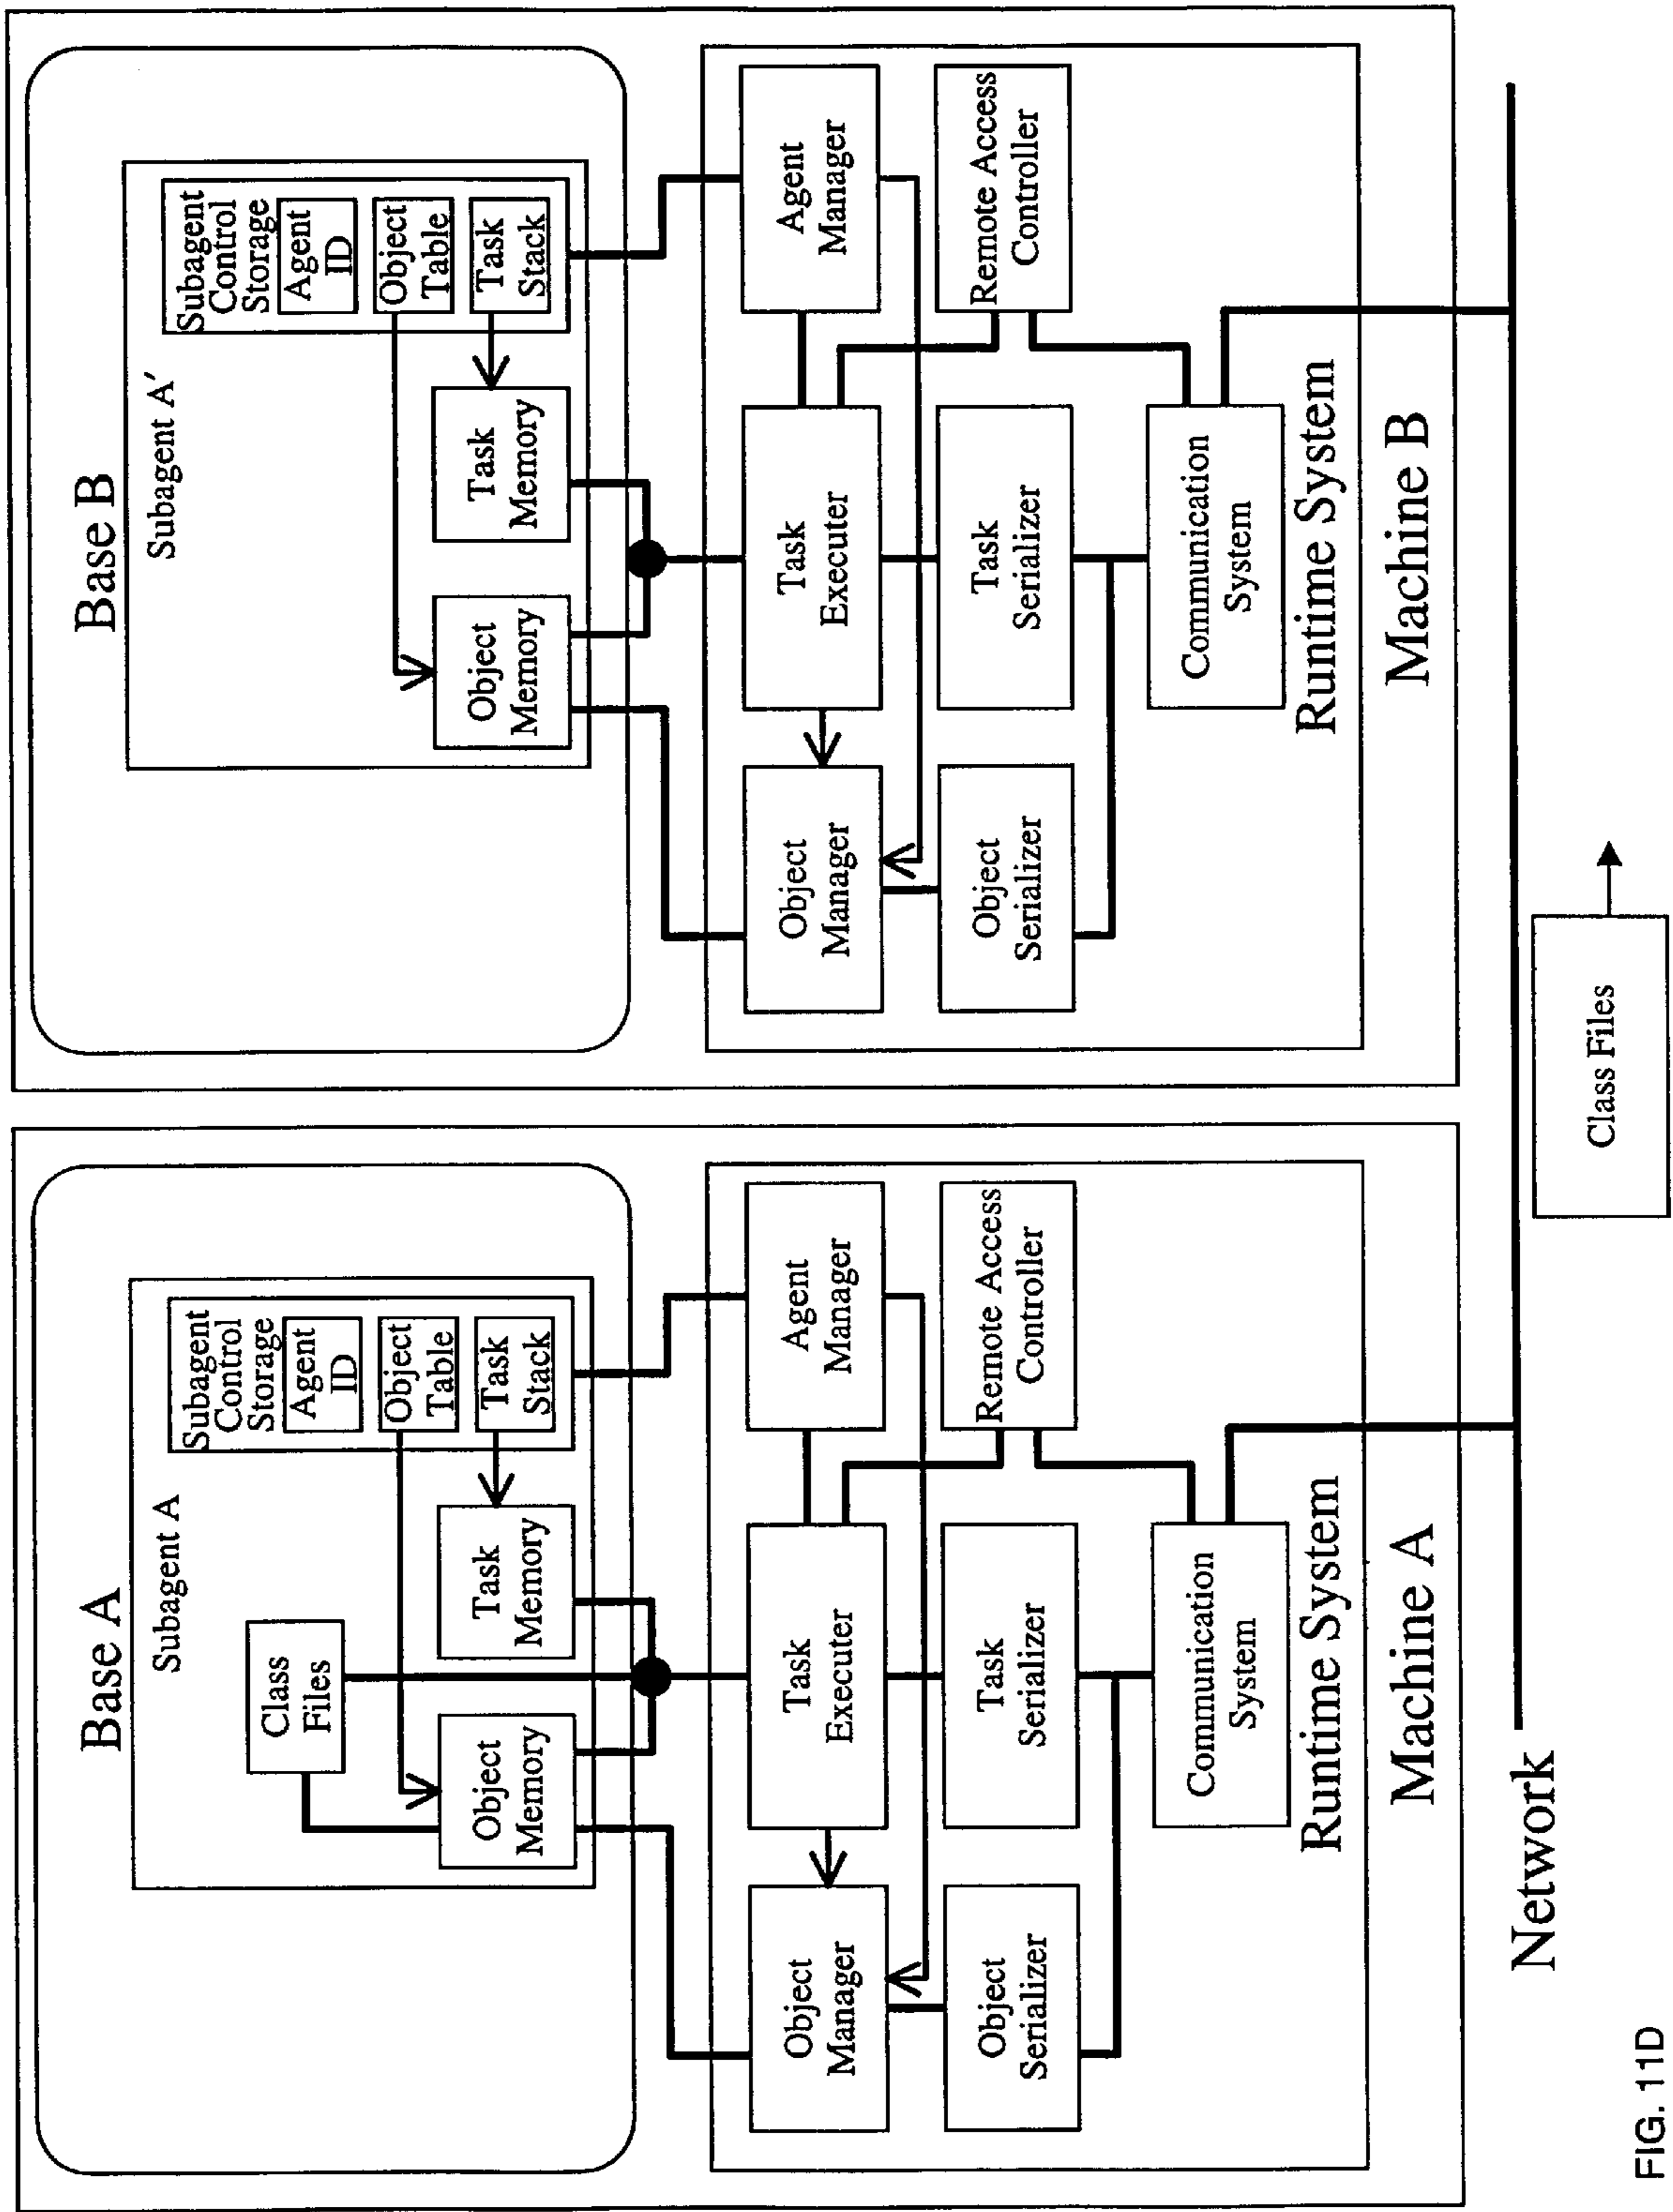 Base A
Subagent A
Class
Files
Subagent
Control
Storage
Agent
ID
Object
Table
Task
Stack
Object
Memory
Task
Memory
Object
Manager
Task
Executer
Agent
Manager
Object
Serializer
Task
Serializer
Remote Access
Controller
Communication
System
Runtime System
Machine A
Base B
Subagent A′
Subagent
Control
Storage
Agent
ID
Object
Table
Task
Stack
Object
Memory
Task
Memory
Object
Manager
Task
Executer
Agent
Manager
Object
Serializer
Task
Serializer
Remote Access
Controller
Communication
System
Runtime System
Machine B
Network
Class Files
FIG. 11D